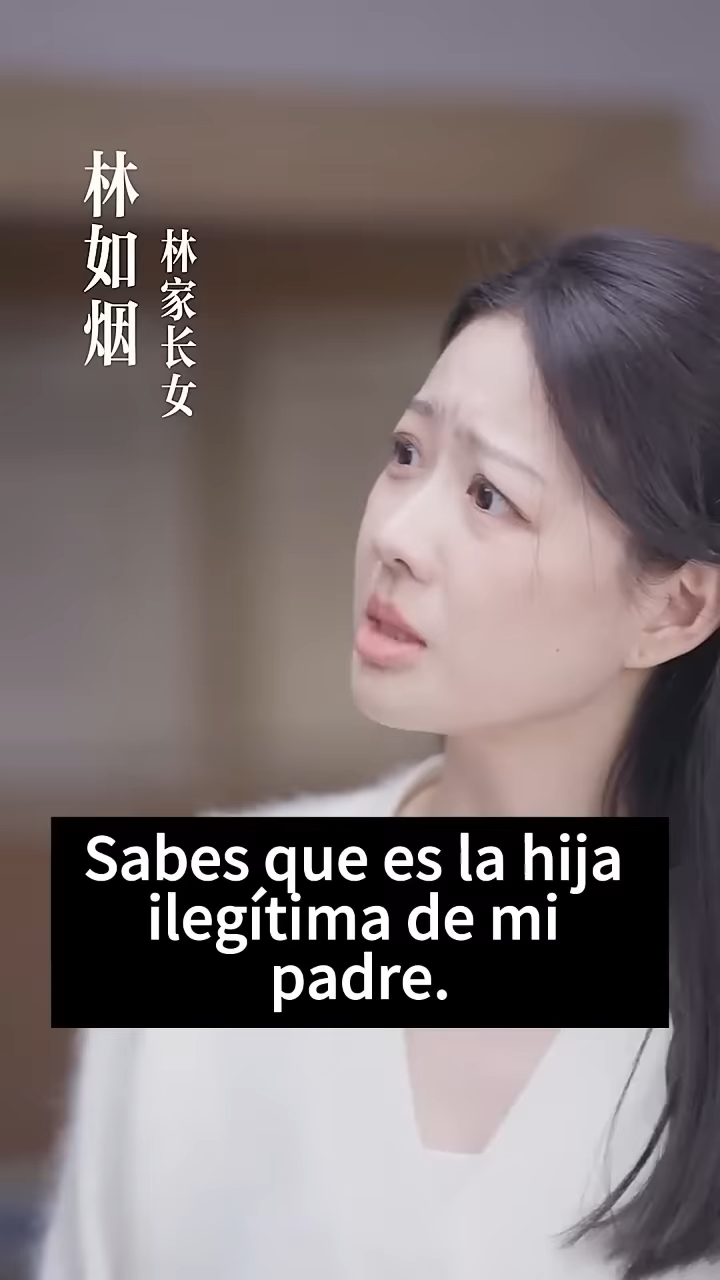 林如烟
林家长女
Sabes que es la hija
ilegítima de mi
padre.